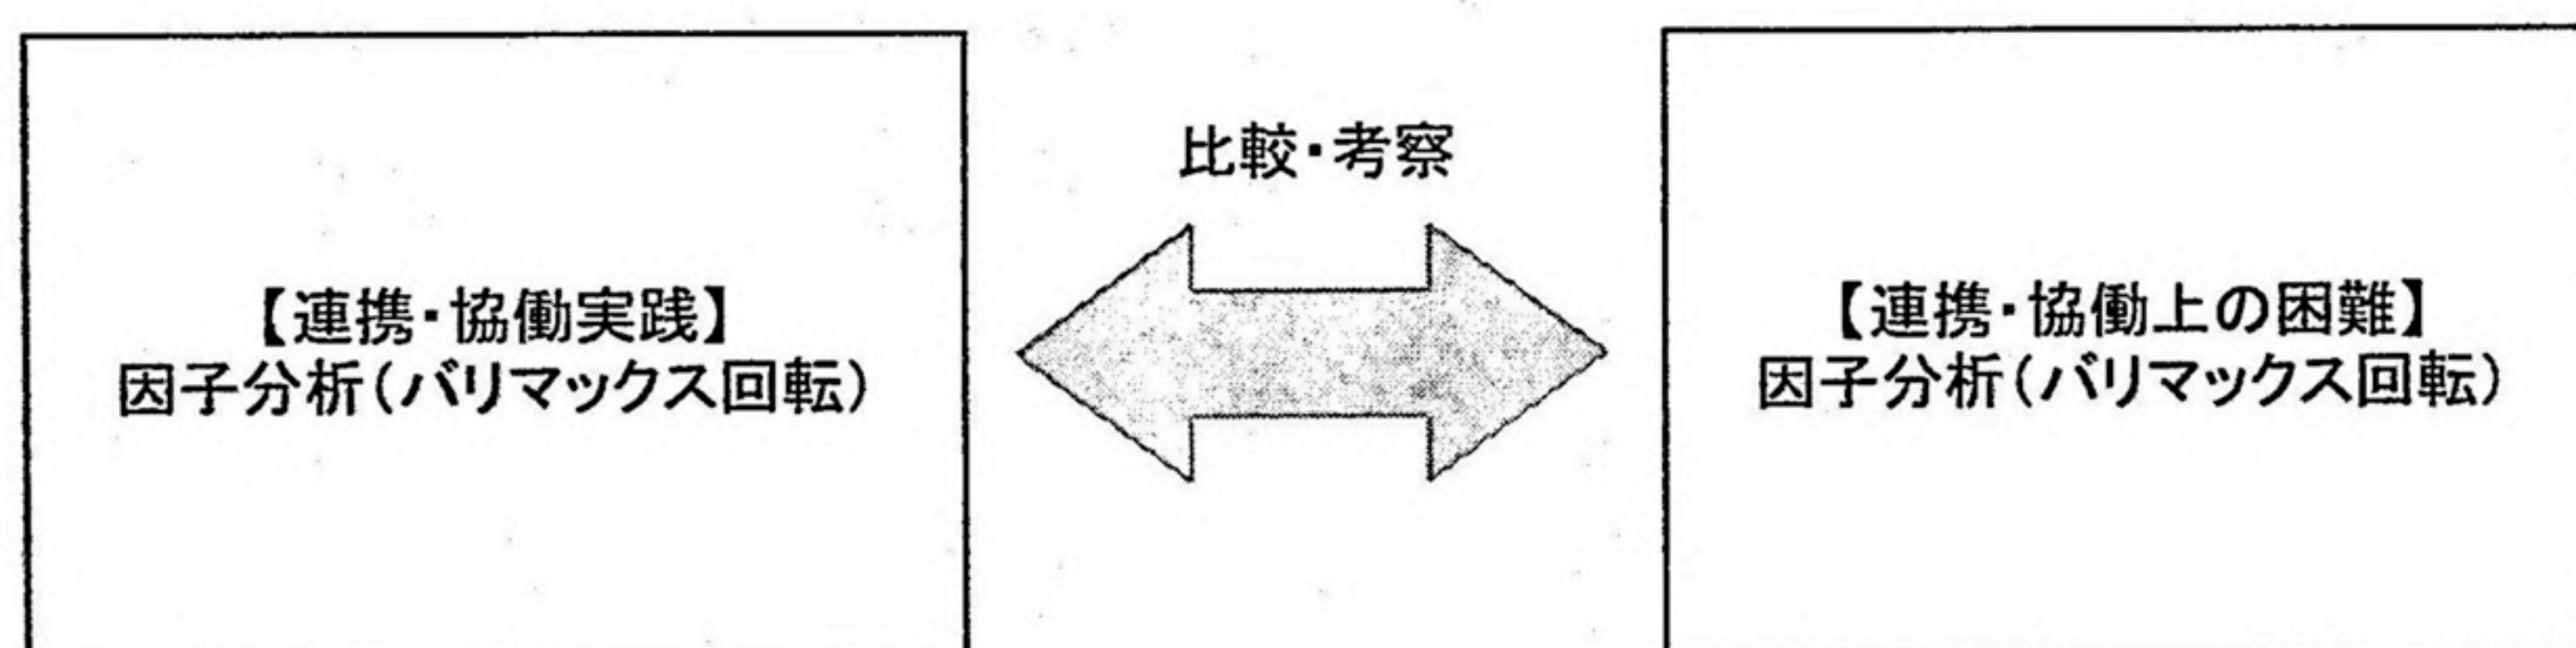 【連携・協働実践】
因子分析(バリマックス回転)
比較・考察
【連携・協働上の困難】
因子分析(バリマックス回転)